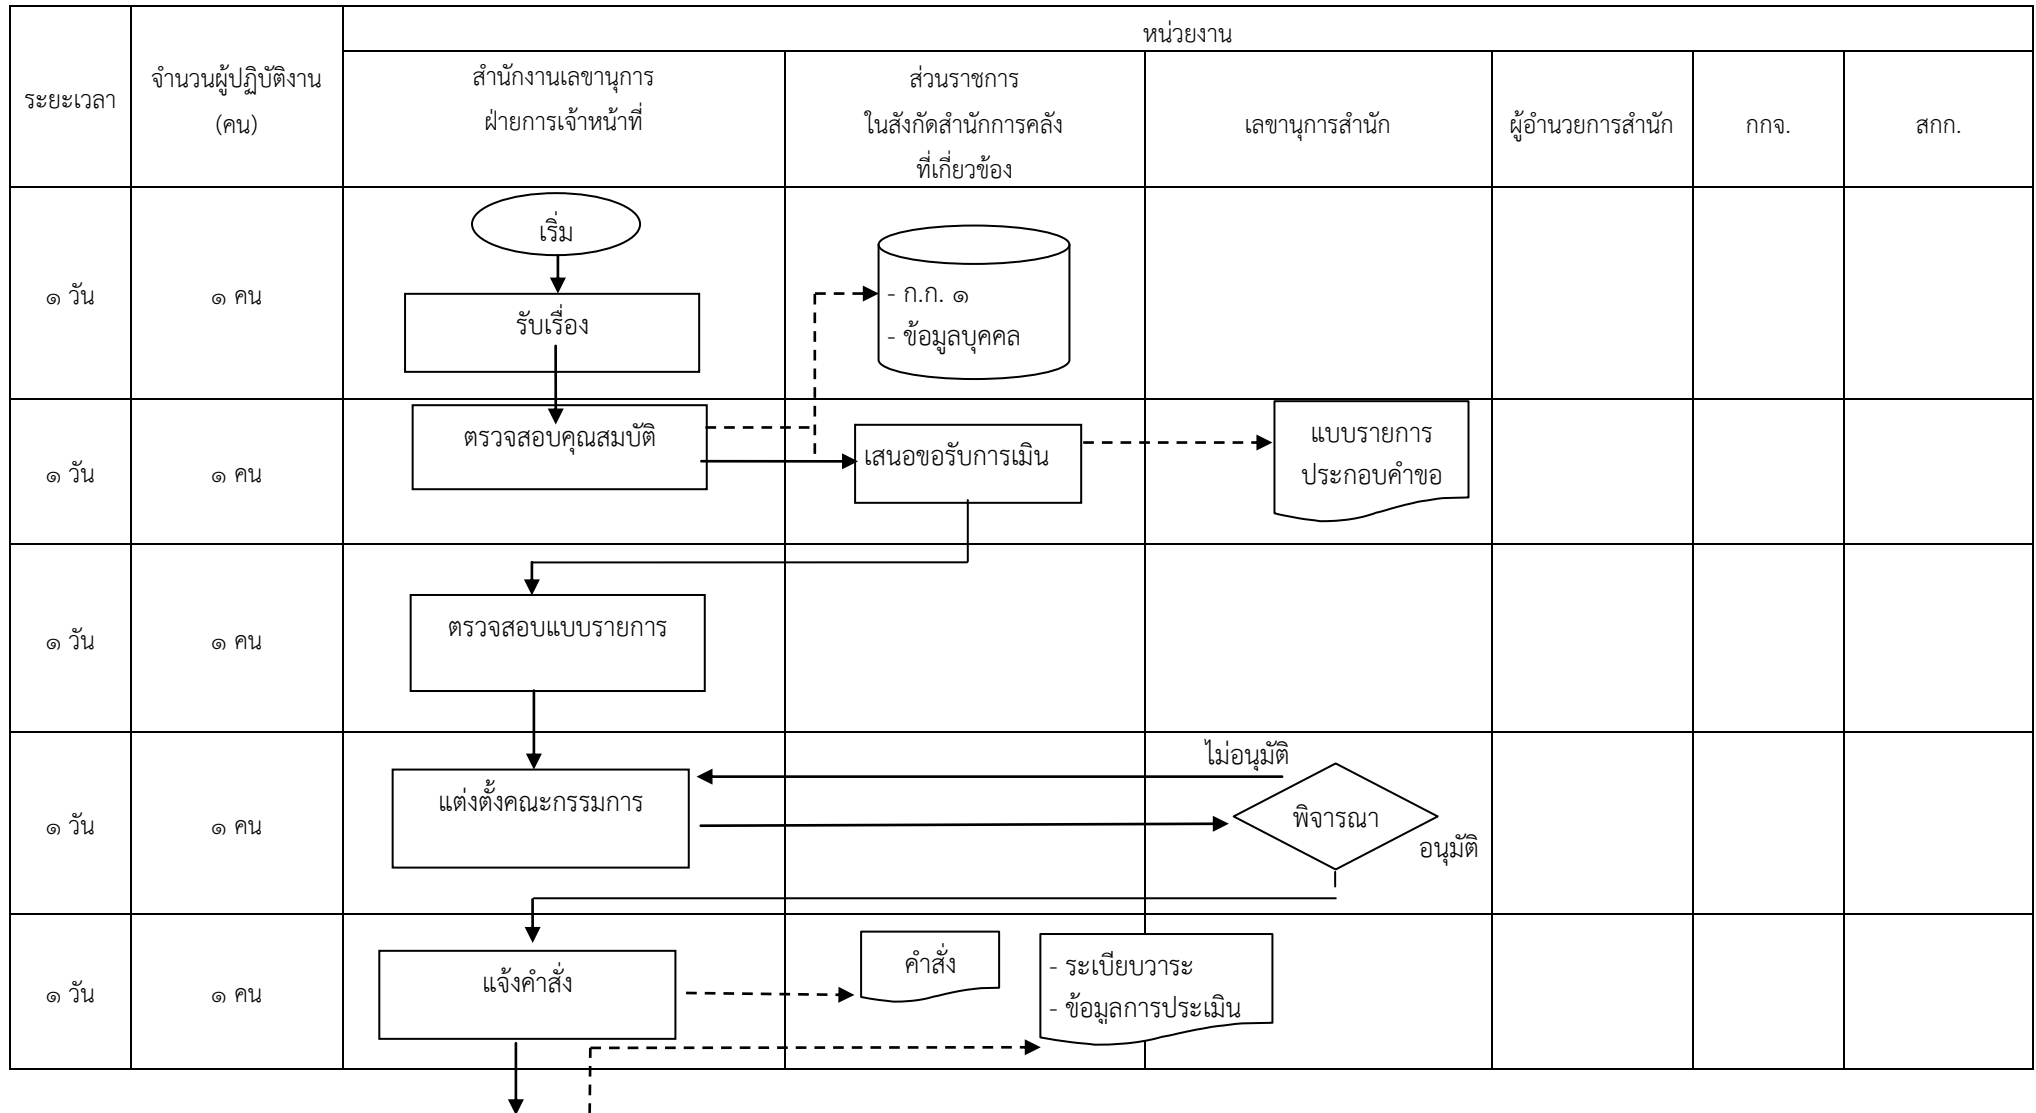 หน่วยงาน
ระยะเวลา
จำนวนผู้ปฏิบัติงาน
(คน)
สำนักงานเลขานุการ
ฝ่ายการเจ้าหน้าที่
ส่วนราชการ
ในสังกัดสำนักการคลัง
ที่เกี่ยวข้อง
เลขานุการสำนัก
ผู้อำนวยการสำนัก
กกจ.
สกก.
๑ วัน
๑ คน
เริ่ม
รับเรื่อง
- ก.ก. ๑
- ข้อมูลบุคคล
๑ วัน
๑ คน
ตรวจสอบคุณสมบัติ
เสนอขอรับการเมิน
แบบรายการ
ประกอบคำขอ
๑ วัน
๑ คน
ตรวจสอบแบบรายการ
๑ วัน
๑ คน
แต่งตั้งคณะกรรมการ
ไม่อนุมัติ
พิจารณา
อนุมัติ
๑ วัน
๑ คน
แจ้งคำสั่ง
คำสั่ง
- ระเบียบวาระ
- ข้อมูลการประเมิน